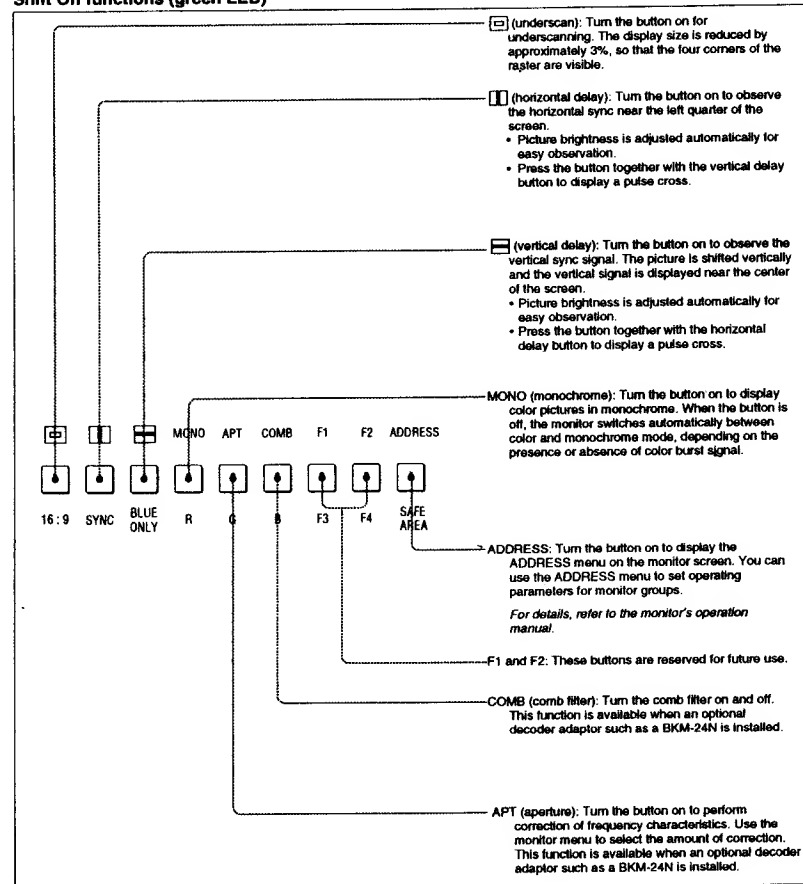 Shift On functions (green LED)
(underscan): Turn the button on for
underscanning. The display size is reduced by
approximately 3%, so that the four corners of the
raster are visible.
(horizontal delay): Turn the button on to observe
the horizontal sync near the left quarter of the
screen.
• Picture brightness is adjusted automatically for
easy observation.
• Press the button together with the vertical delay
button to display a pulse cross.
(vertical delay): Turn the button on to observe the
vertical sync signal. The picture is shifted vertically
and the vertical signal is displayed near the center
of the screen.
• Picture brightness is adjusted automatically for
easy observation.
• Press the button together with the horizontal
delay button to display a pulse cross.
MONO (monochrome): Turn the button on to display
color pictures in monochrome. When the button is
off, the monitor switches automatically between
color and monochrome mode, depending on the
presence or absence of color burst signal.
MONO APT COMB F1 F2 ADDRESS
16:9 SYNC BLUE ONLY R G B F3 F4 SAFE AREA
ADDRESS: Turn the button on to display the
ADDRESS menu on the monitor screen. You can
use the ADDRESS menu to set operating
parameters for monitor groups.
For details, refer to the monitor's operation
manual.
F1 and F2: These buttons are reserved for future use.
COMB (comb filter): Turn the comb filter on and off.
This function is available when an optional
decoder adaptor such as a BKM-24N is installed.
APT (aperture): Turn the button on to perform
correction of frequency characteristics. Use the
monitor menu to select the amount of correction.
This function is available when an optional decoder
adaptor such as a BKM-24N is installed.